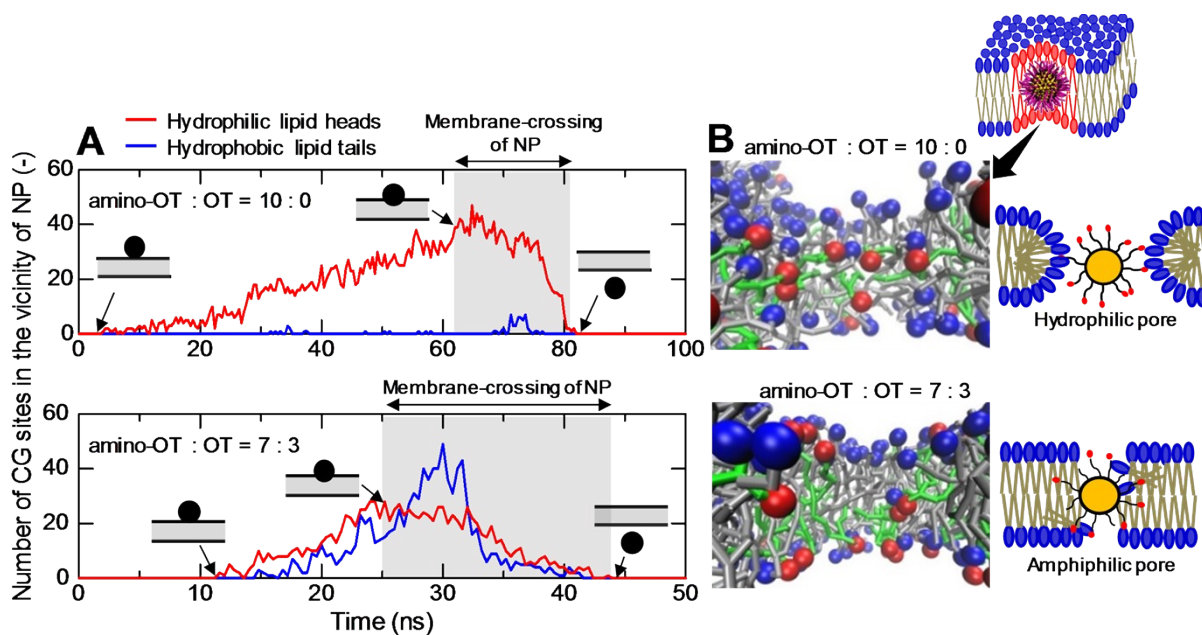 A
Hydrophilic lipid heads
Hydrophobic lipid tails
Membrane-crossing
of NP
B
amino-OT : OT = 10 : 0
Number of CG sites in the vicinity of NP (-)
60
40
20
0
amino-OT : OT = 10 : 0
0
20
40
60
80
100
Hydrophilic pore
Membrane-crossing of NP
amino-OT : OT = 7 : 3
60
40
20
0
amino-OT : OT = 7 : 3
0
10
20
30
40
50
Time (ns)
Amphiphilic pore